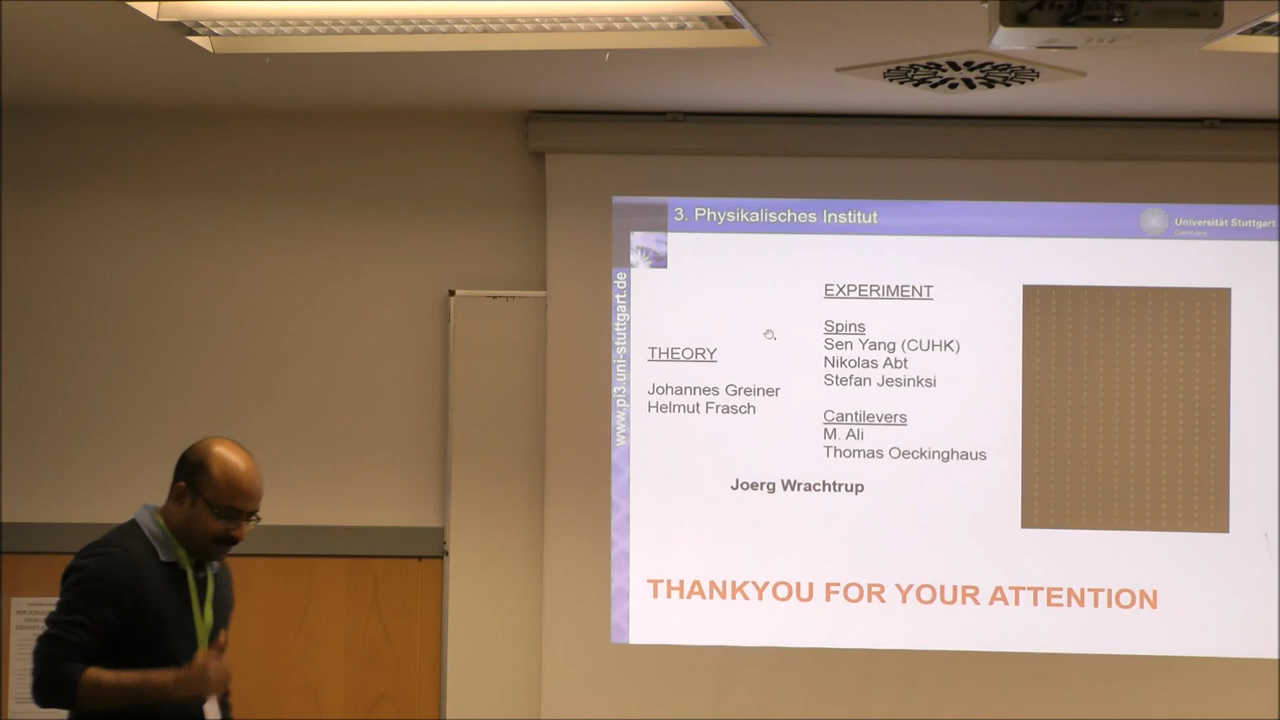 3. Physikalisches Institut
Universität Stuttgart
Germany
www.pi3.uni-stuttgart.de
THEORY
Johannes Greiner
Helmut Frasch
EXPERIMENT
Spins
Sen Yang (CUHK)
Nikolas Abt
Stefan Jesinksi
Cantilevers
M. Ali
Thomas Oeckinghaus
Joerg Wrachtrup
THANKYOU FOR YOUR ATTENTION